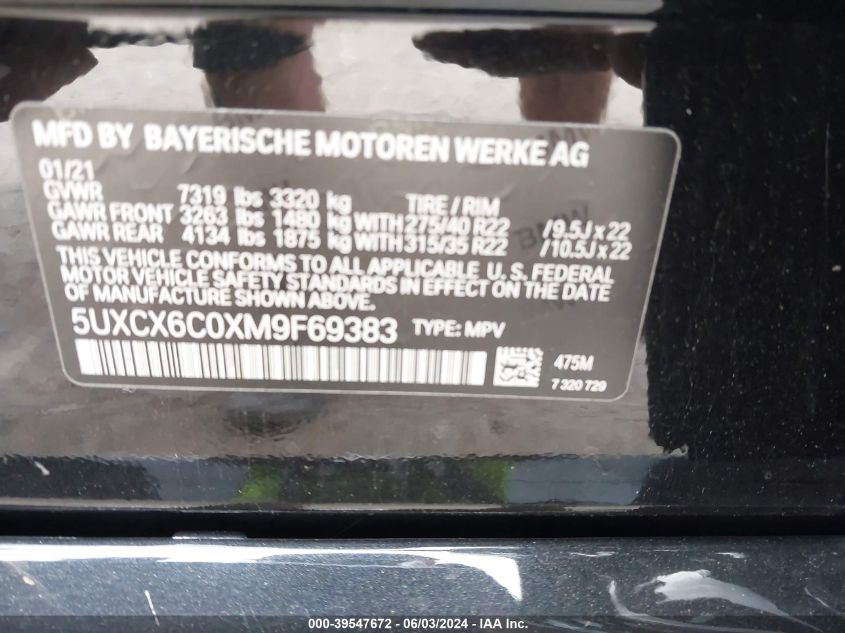 MFD BY BAYERISCHE MOTOREN WERKE AG
01/21
GVWR 7319 lbs 3320 kg TIRE / RIM
GAWR FRONT 3263 lbs 1480 kg WITH 275/40 R22 /9.5J x 22
GAWR REAR 4134 lbs 1875 kg WITH 315/35 R22 /10.5J x 22
THIS VEHICLE CONFORMS TO ALL APPLICABLE U. S. FEDERAL
MOTOR VEHICLE SAFETY STANDARDS IN EFFECT ON THE DATE
OF MANUFACTURE SHOWN ABOVE.
5UXCX6C0XM9F69383 TYPE: MPV
475M
7 320 729
000-39547672 - 06/03/2024 - IAA Inc.